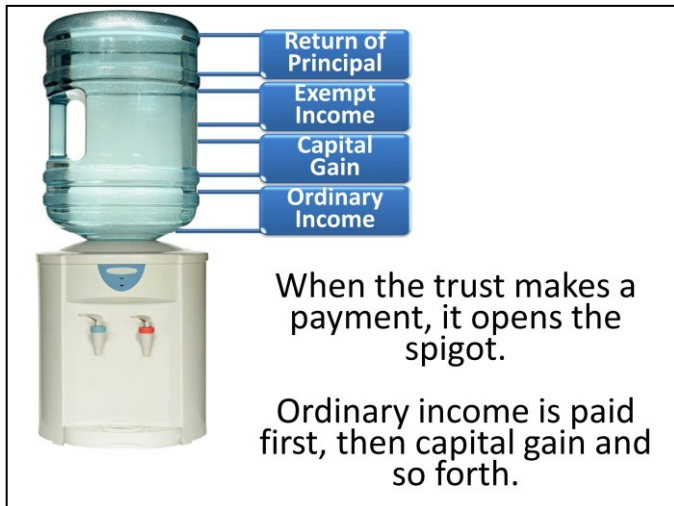 Return of
Principal
Exempt
Income
Capital
Gain
Ordinary
Income
When the trust makes a
payment, it opens the
spigot.
Ordinary income is paid
first, then capital gain and
so forth.